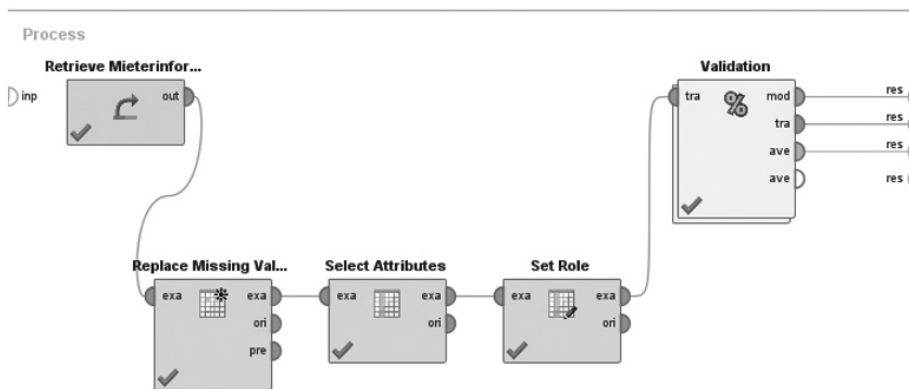 Process
Retrieve Mieterinfor...
inp
out
Validation
tra
mod
res
tra
res
ave
res
ave
res
Replace Missing Val...
exa
exa
ori
pre
Select Attributes
exa
exa
ori
Set Role
exa
exa
ori